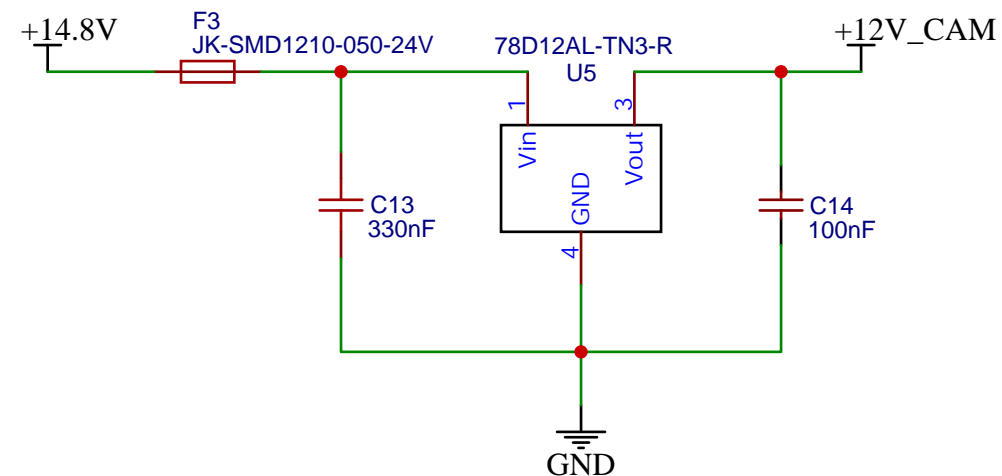 +14.8V
F3
JK-SMD1210-050-24V
78D12AL-TN3-R
U5
+12V_CAM
1
3
Vin
Vout
GND
4
C13
330nF
C14
100nF
GND